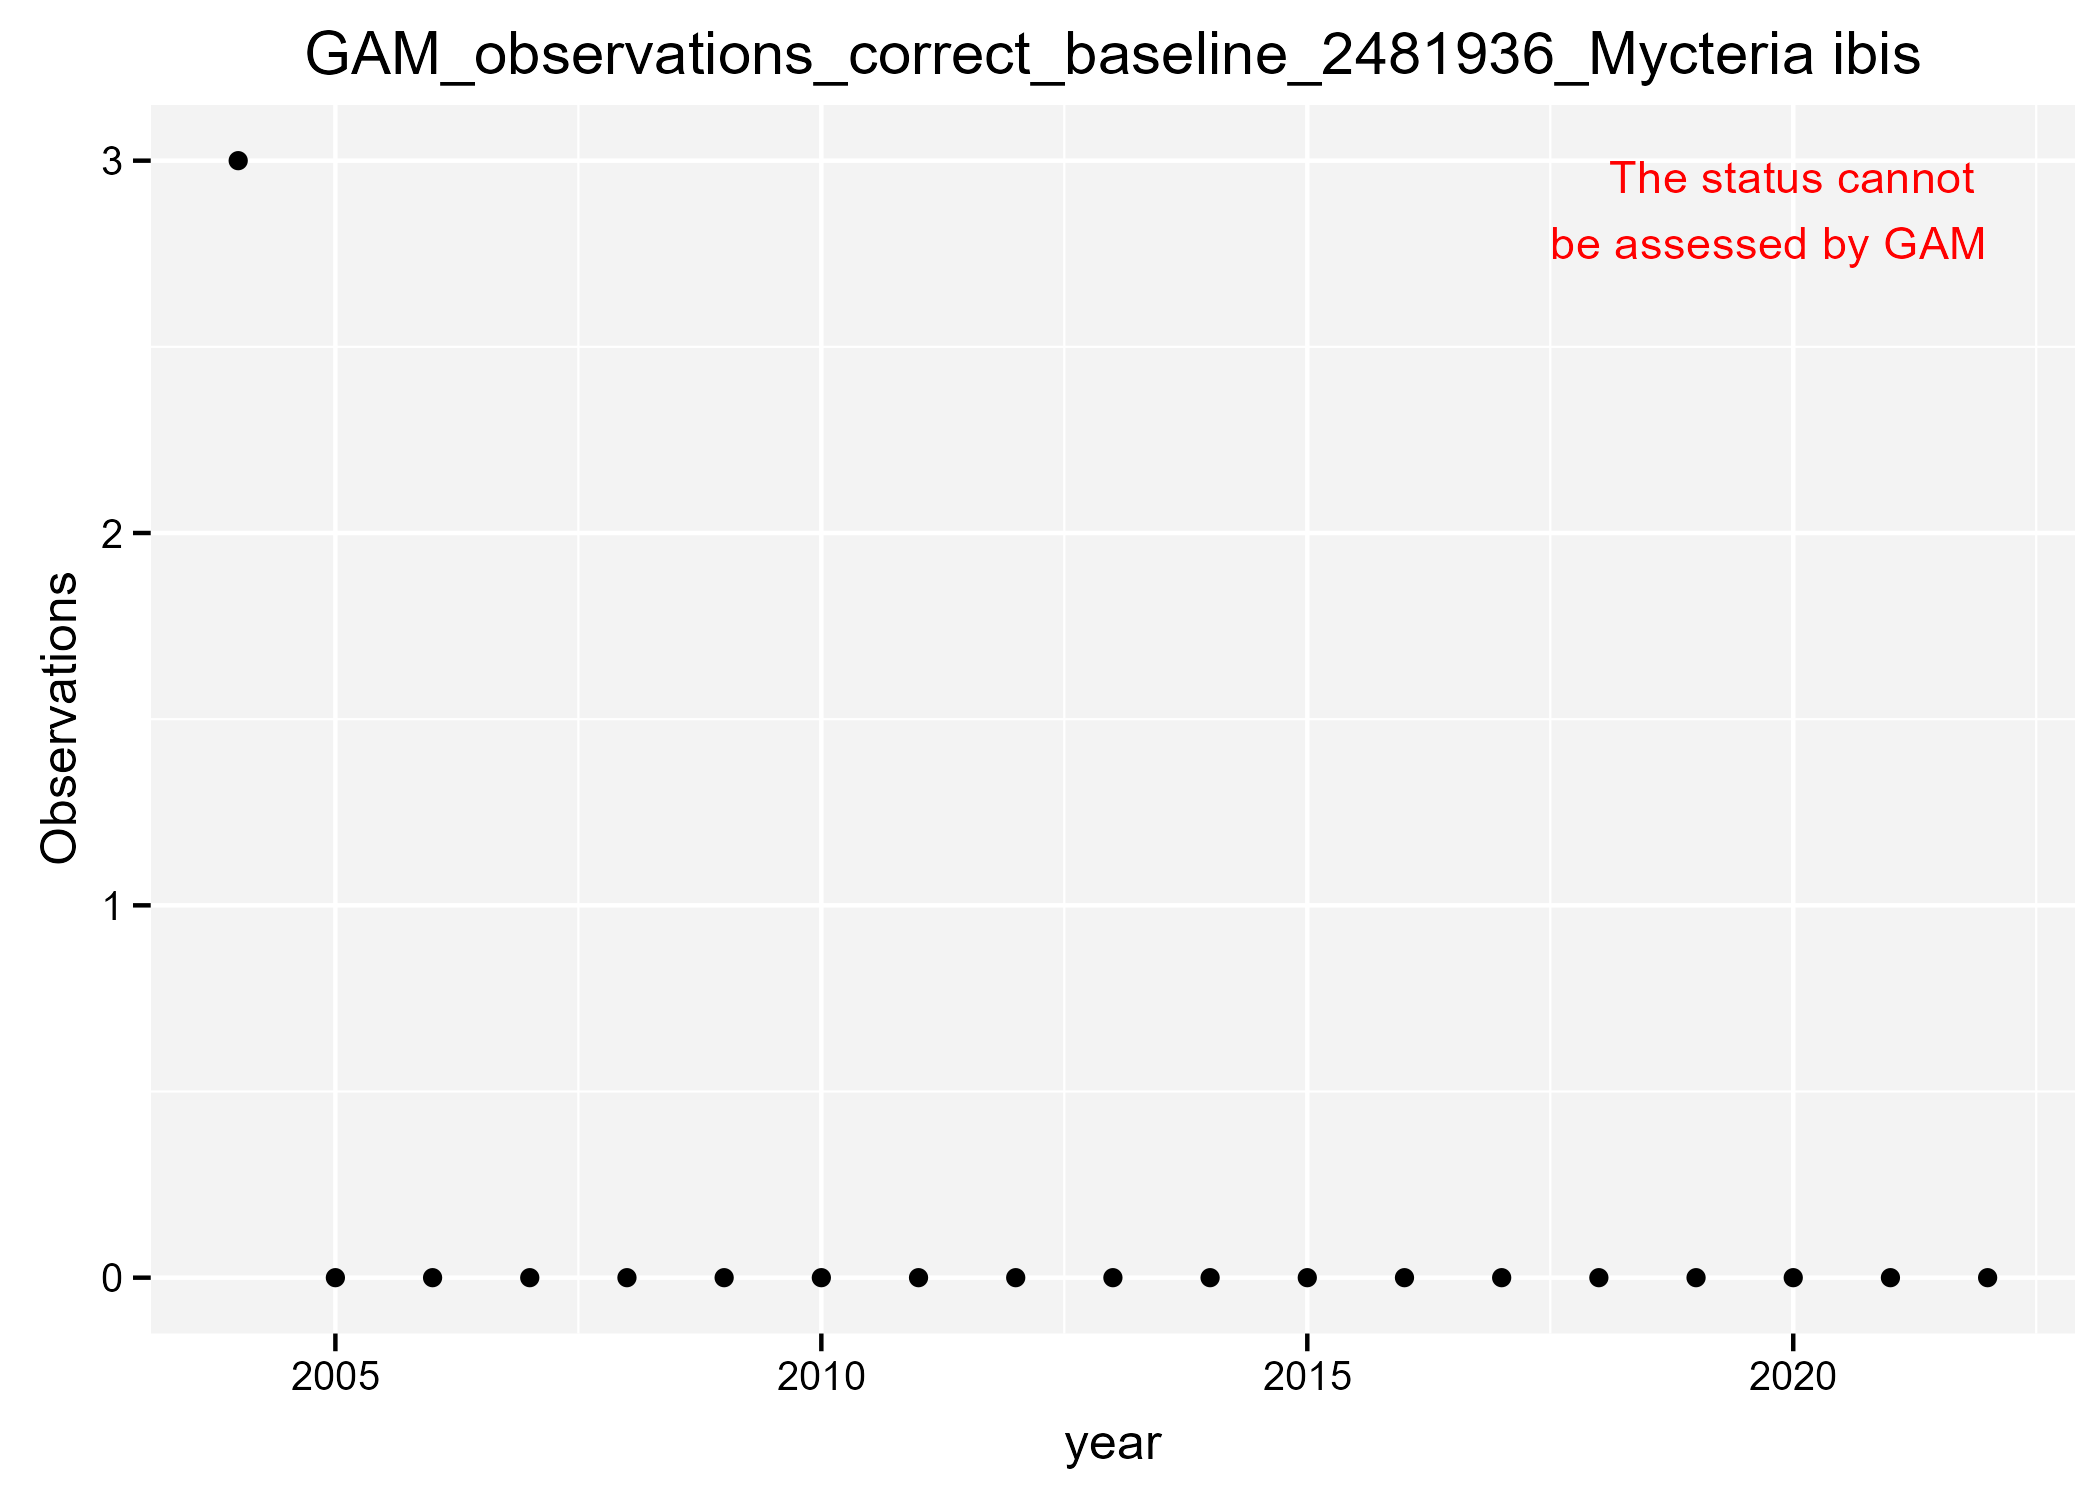 GAM_observations_correct_baseline_2481936_Mycteria ibis
The status cannot
be assessed by GAM
3
2
1
0
Observations
2005 2010 2015 2020
year